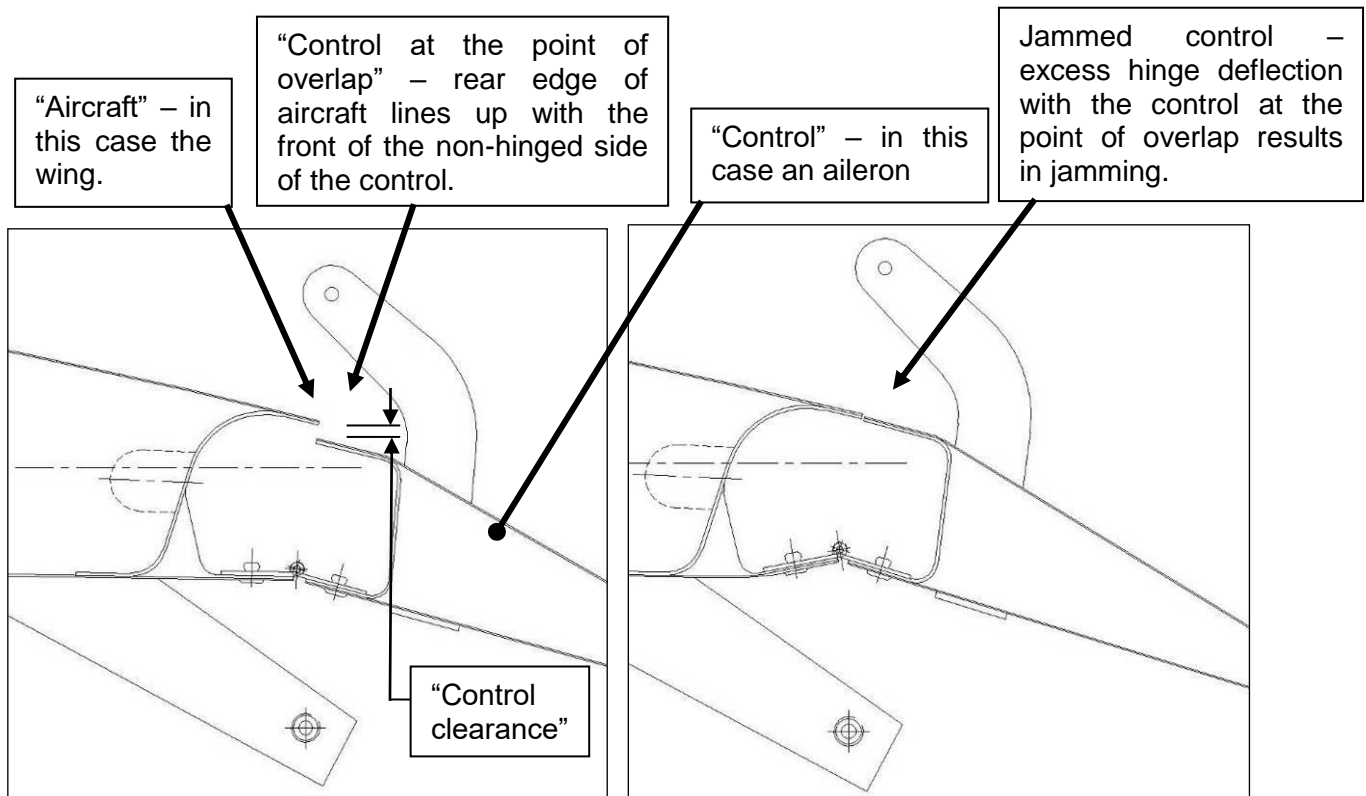 “Aircraft” – in
this case the
wing.
“Control at the point of
overlap” – rear edge of
aircraft lines up with the
front of the non-hinged side
of the control.
“Control” – in this
case an aileron
Jammed control –
excess hinge deflection
with the control at the
point of overlap results
in jamming.
“Control
clearance”